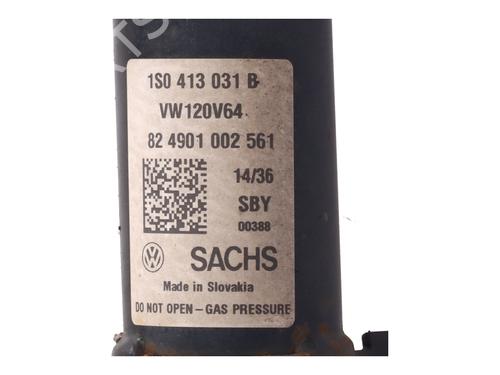 1S0 413 031 B
VW120V64
82 4901 002 561
14/36
SBY
00388
SACHS
Made in Slovakia
DO NOT OPEN - GAS PRESSURE